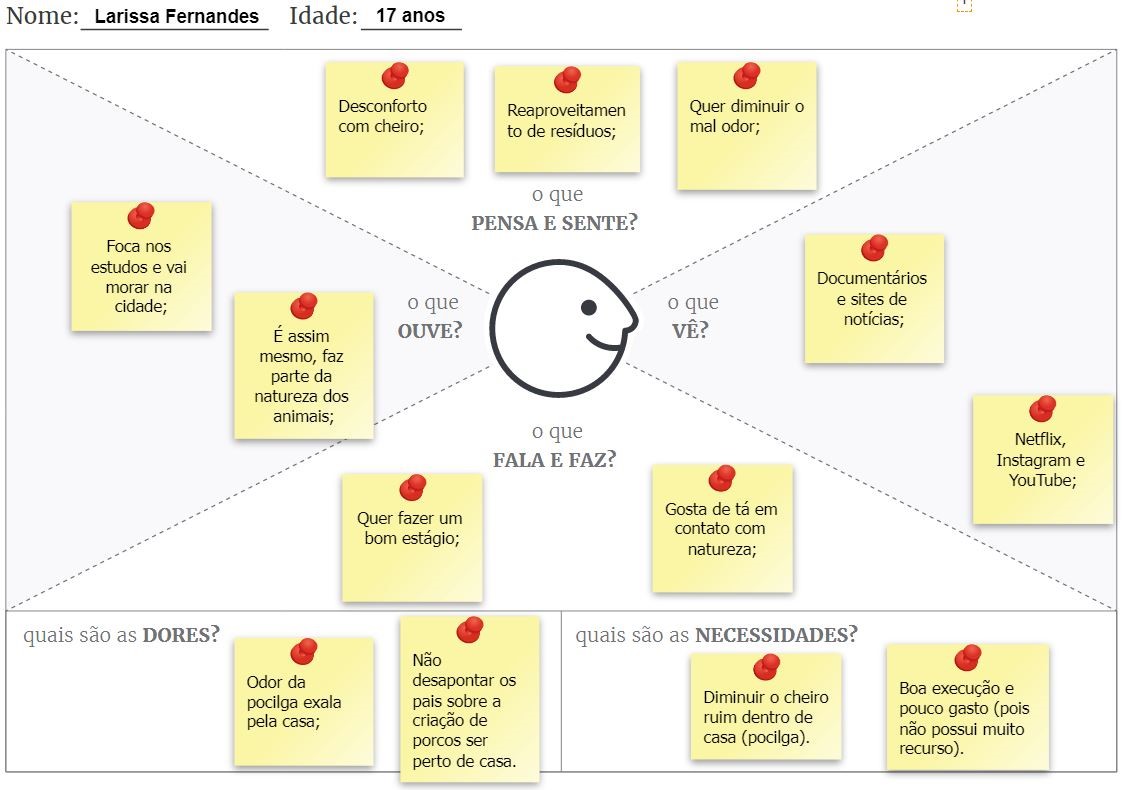 Nome: Larissa Fernandes Idade: 17 anos
Desconforto
com cheiro;
Reaproveitamen
to de resíduos;
Quer diminuir o
mal odor;
o que
PENSA E SENTE?
Foca nos
estudos e vai
morar na
cidade;
É assim
mesmo, faz
parte da
natureza dos
animais;
o que
OUVE?
o que
VÊ?
Documentários
e sites de
notícias;
Netflix,
Instagram e
YouTube;
o que
FALA E FAZ?
Quer fazer um
bom estágio;
Gosta de tá em
contato com
natureza;
quais são as DORES?
Odor da
pocilga exala
pela casa;
Não
desapontar os
pais sobre a
criação de
porcos ser
perto de casa.
quais são as NECESSIDADES?
Diminuir o cheiro
ruim dentro de
casa (pocilga).
Boa execução e
pouco gasto (pois
não possui muito
recurso).